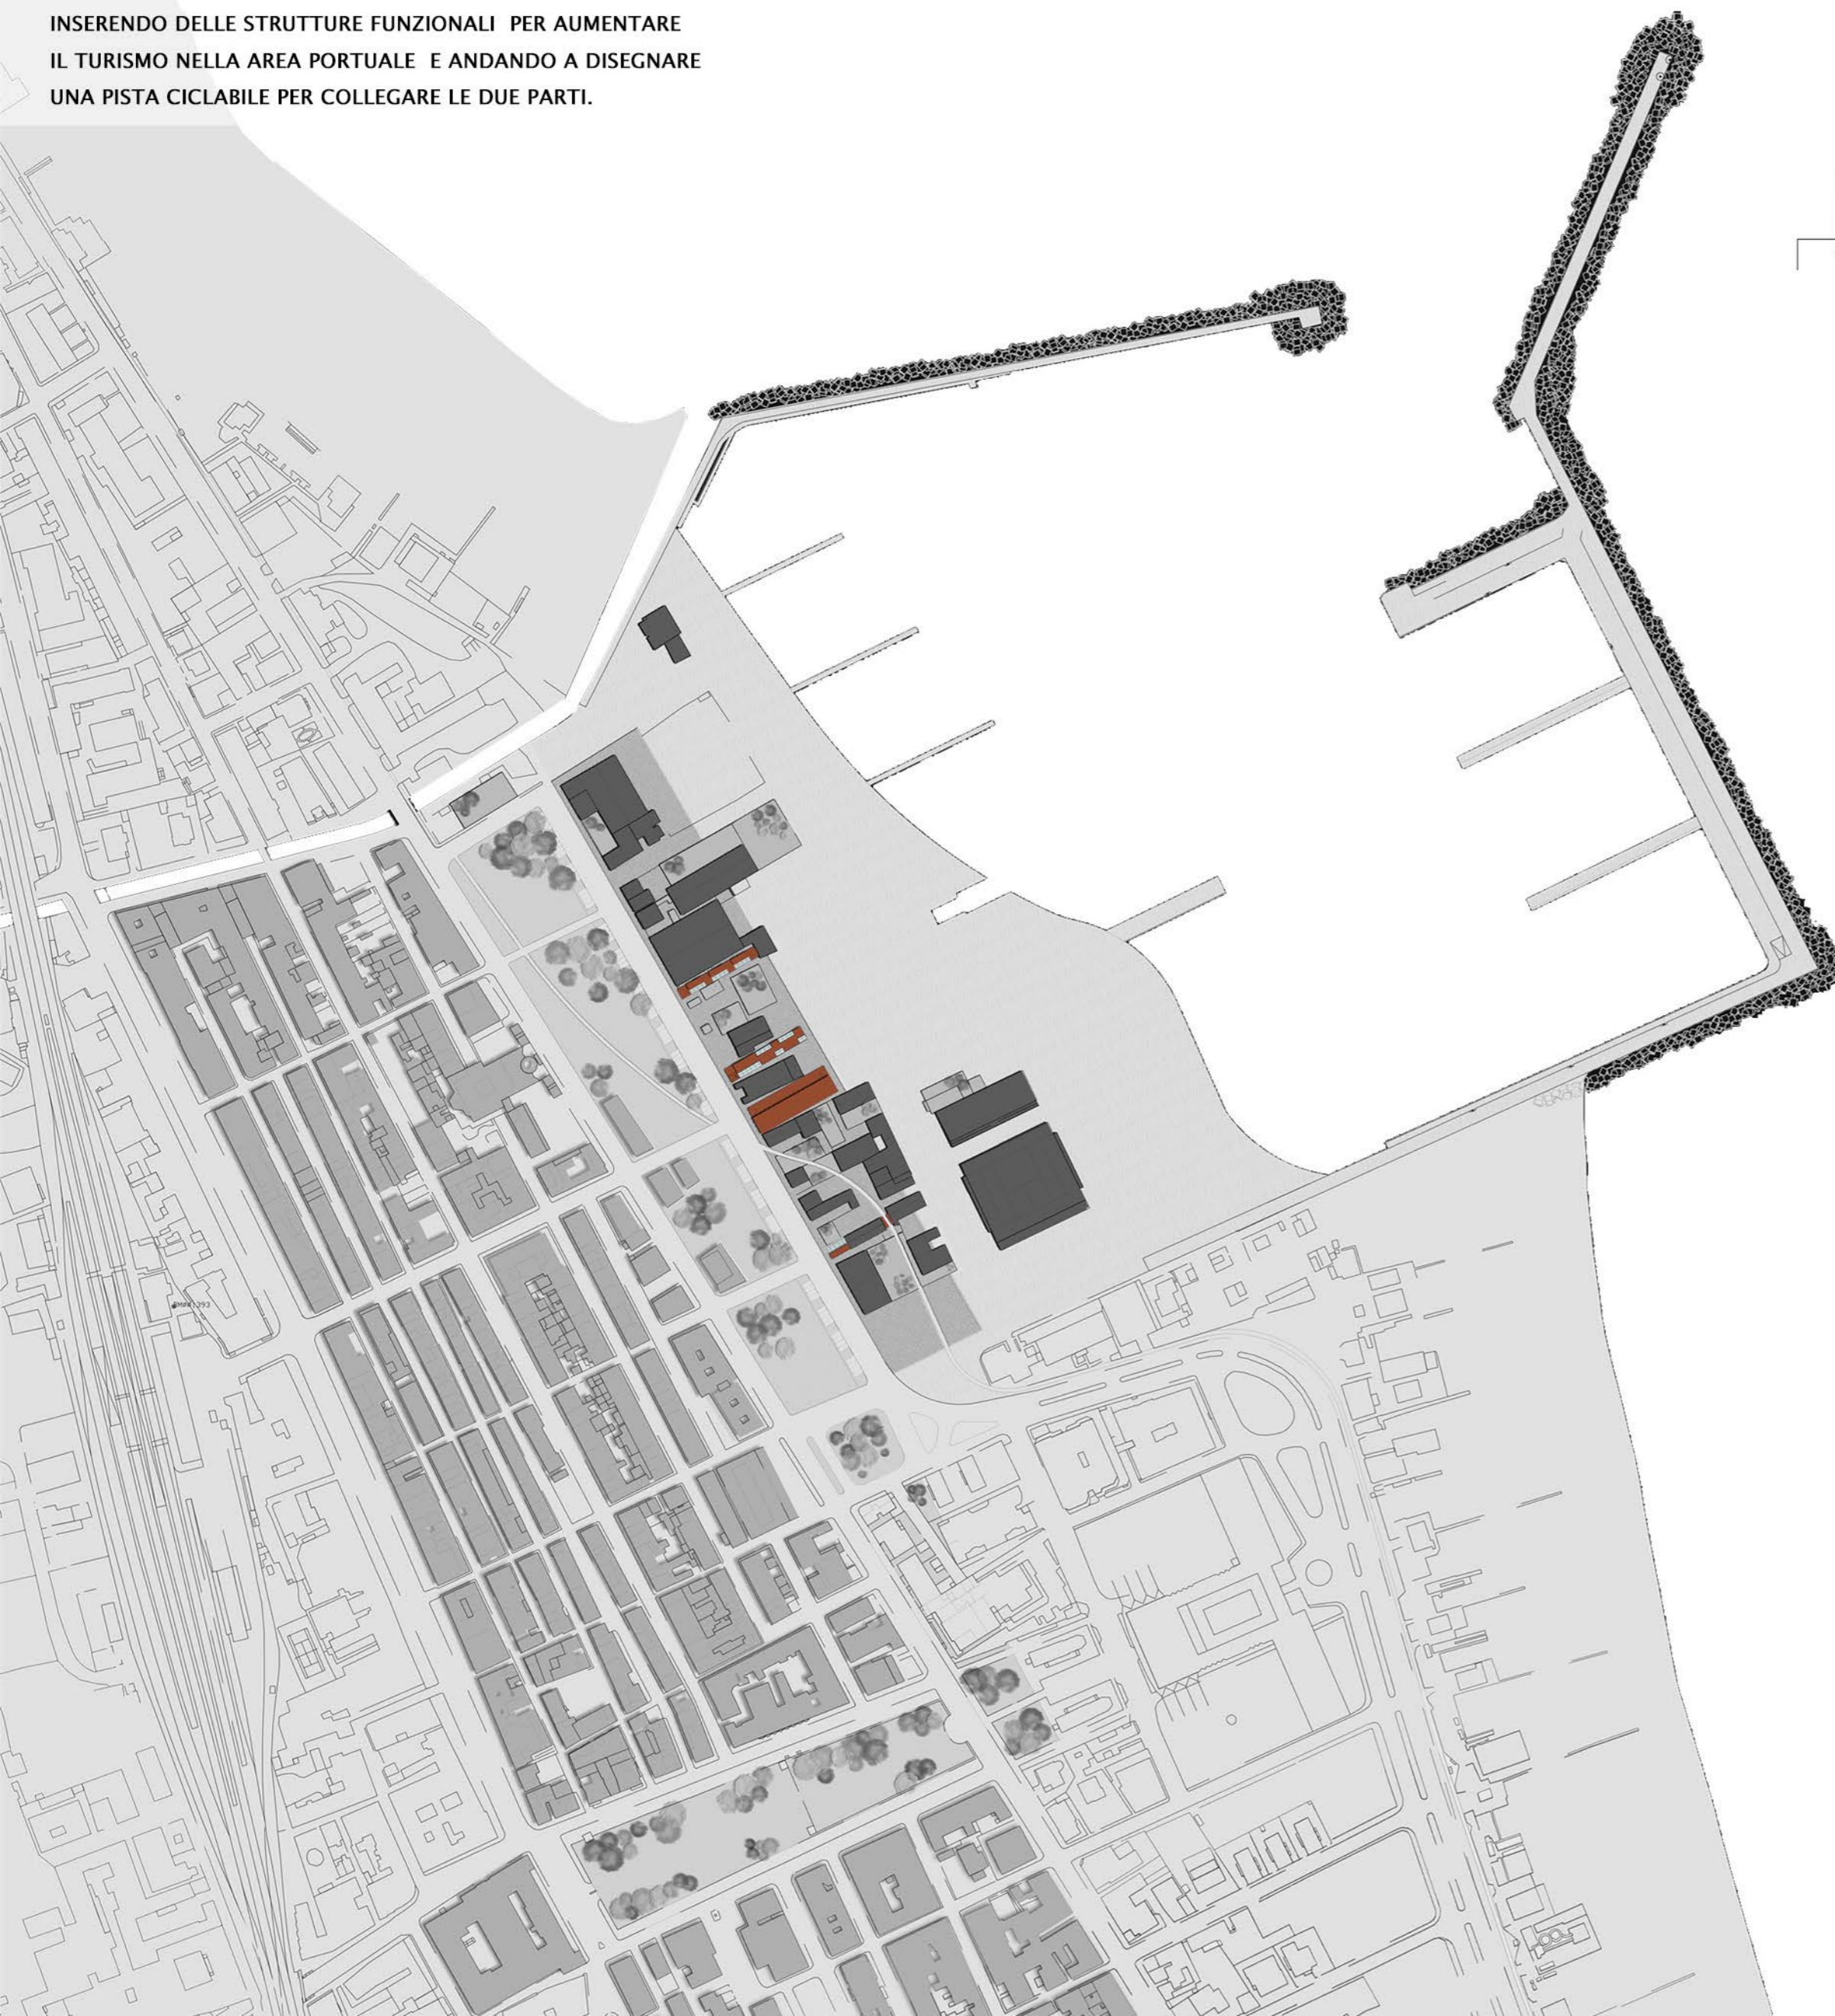 INSERENDO DELLE STRUTTURE FUNZIONALI PER AUMENTARE
IL TURISMO NELLA AREA PORTUALE E ANDANDO A DISEGNARE
UNA PISTA CICLABILE PER COLLEGARE LE DUE PARTI.